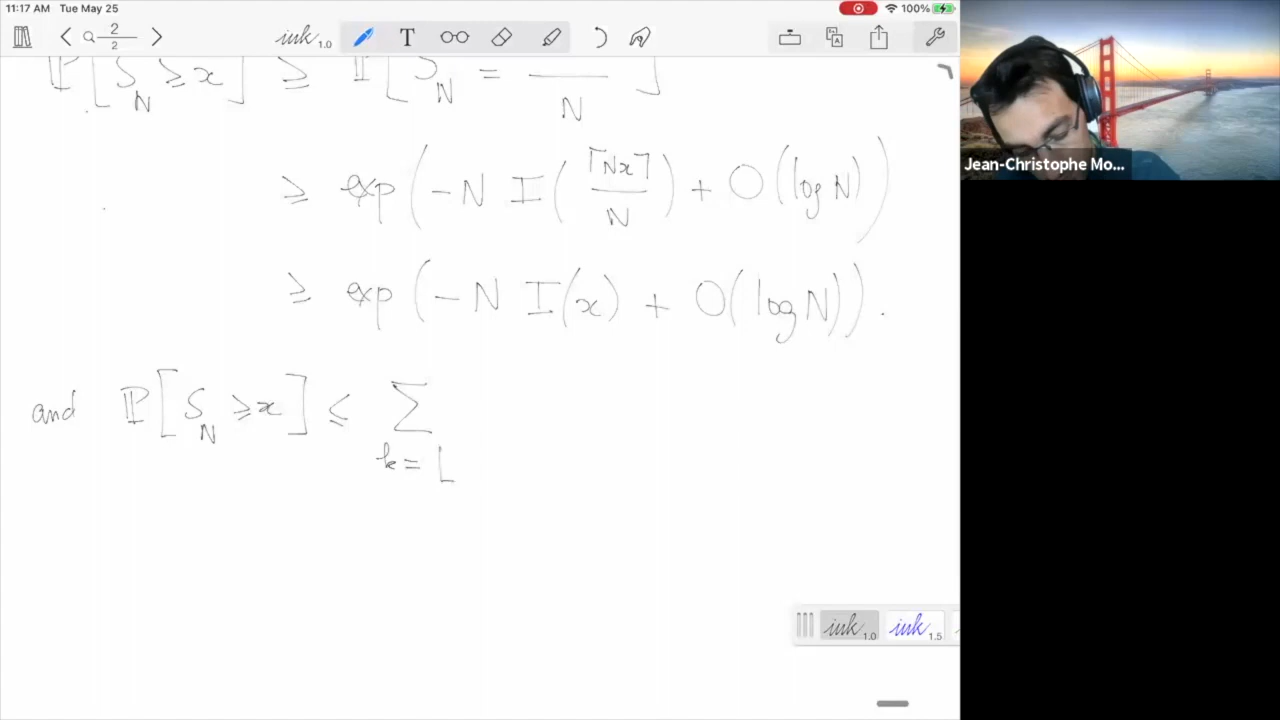 11:17 AM Tue May 25
100%
2
2
ink 1.0
T
P[ S_N ≥ x ] ≥ P[ S_N = ― / N ]
≥ exp( -N I( ⌈Nx⌉ / N ) + O(log N) )
≥ exp( -N I(x) + O(log N) ).
and P[ S_N ≥ x ] ≤ Σ
k = ⌊
ink 1.0 ink 1.5
Jean-Christophe Mo...